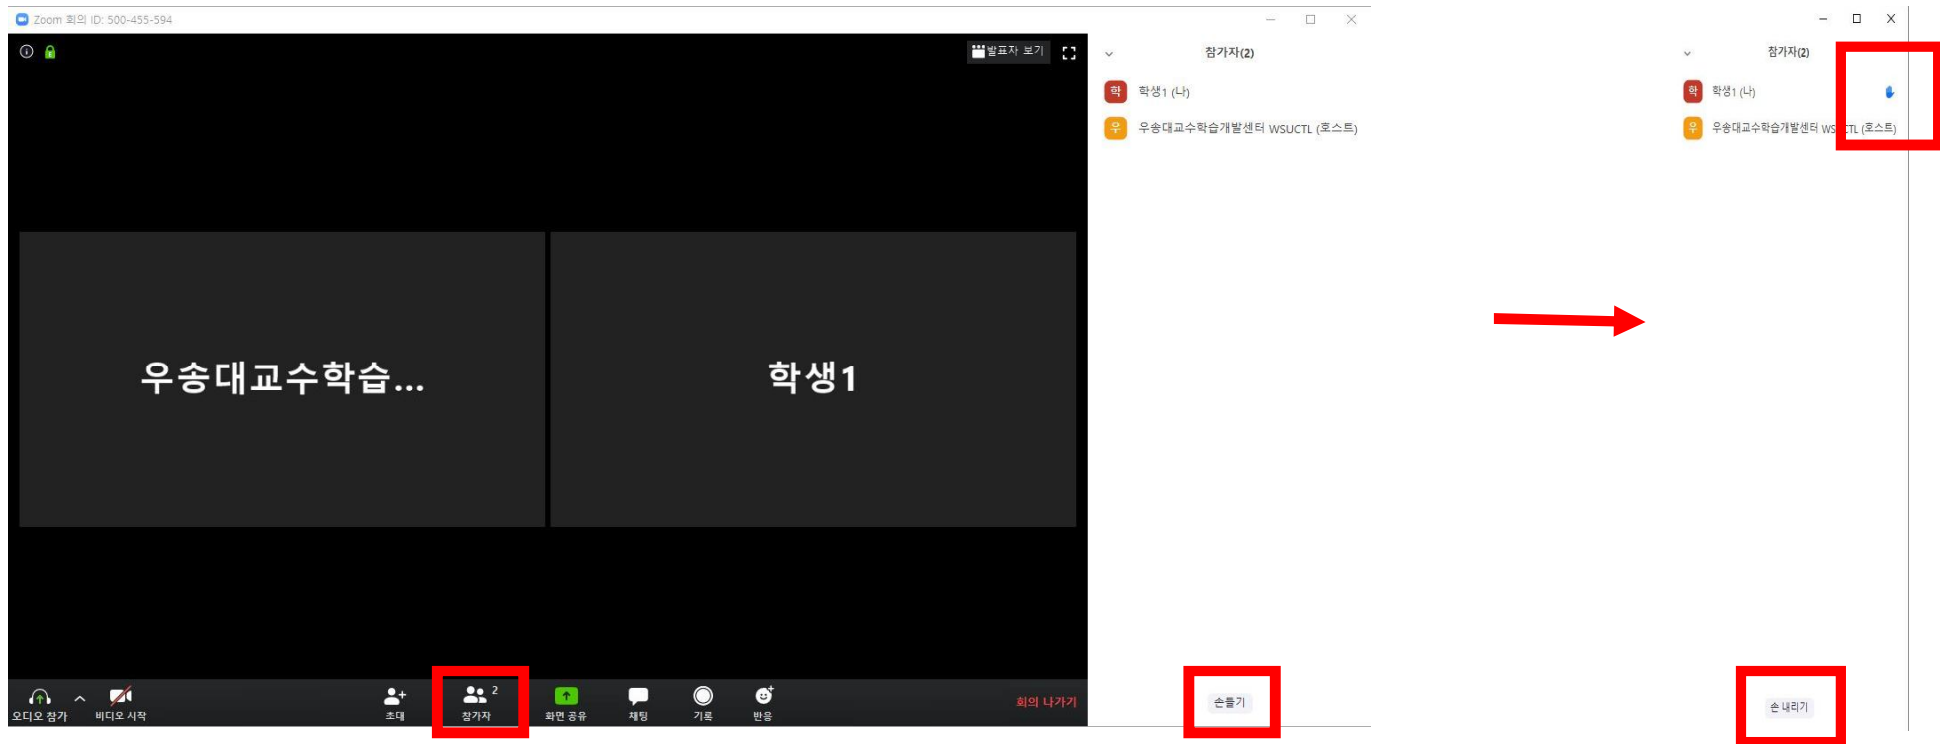 Zoom 회의 ID: 500-455-594
발표자 보기
참가자(2)
학 학생1 (나)
우 우송대교수학습개발센터 WSUCTL (호스트)
우송대교수학습...
학생1
오디오 참가
비디오 시작
초대
2
참가자
화면 공유
채팅
기록
반응
회의 나가기
손들기
참가자(2)
학 학생1 (나)
우 우송대교수학습개발센터 WSUCTL (호스트)
손 내리기